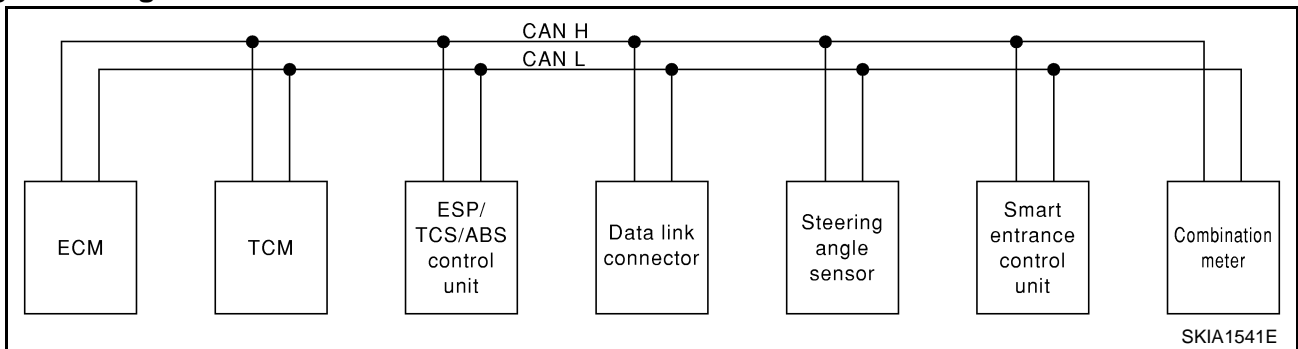 CAN H
CAN L
ECM
TCM
ESP/
TCS/ABS
control
unit
Data link
connector
Steering
angle
sensor
Smart
entrance
control
unit
Combination
meter
SKIA1541E